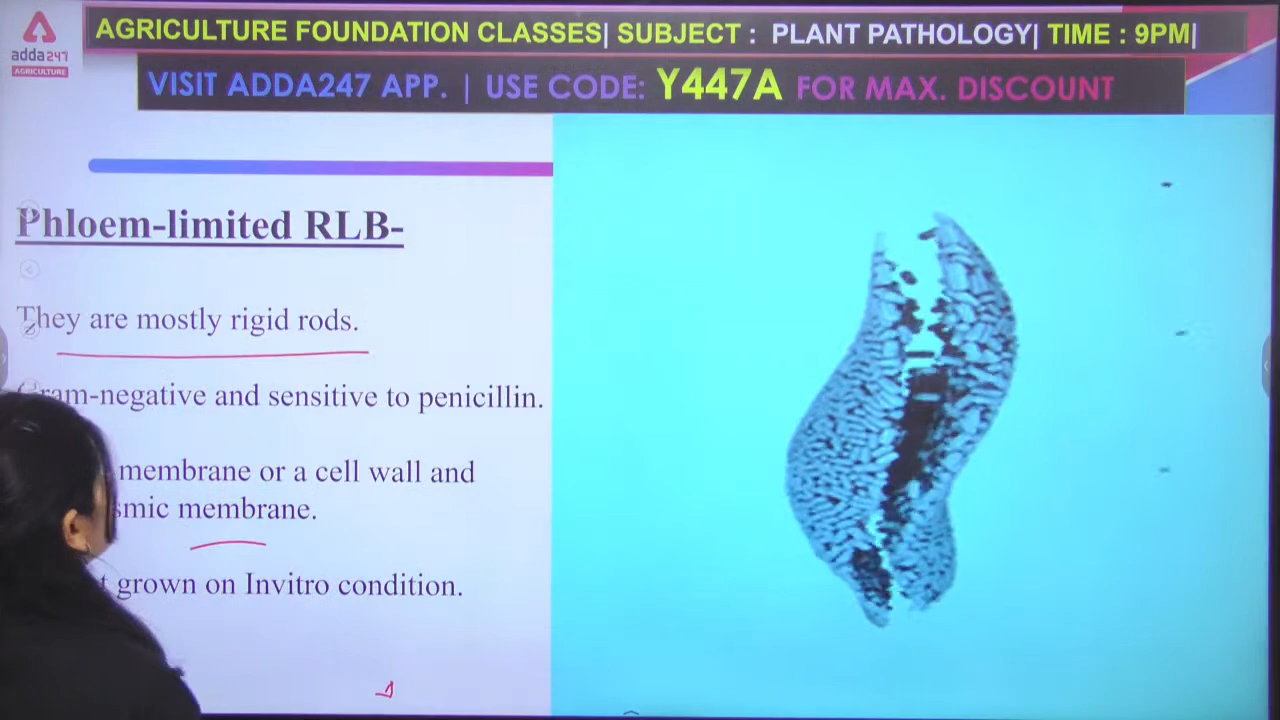 adda247
AGRICULTURE
AGRICULTURE FOUNDATION CLASSES| SUBJECT : PLANT PATHOLOGY| TIME : 9PM|
VISIT ADDA247 APP. | USE CODE: Y447A FOR MAX. DISCOUNT
Phloem-limited RLB-
They are mostly rigid rods.
Gram-negative and sensitive to penicillin.
membrane or a cell wall and
membrane.
grown on Invitro condition.